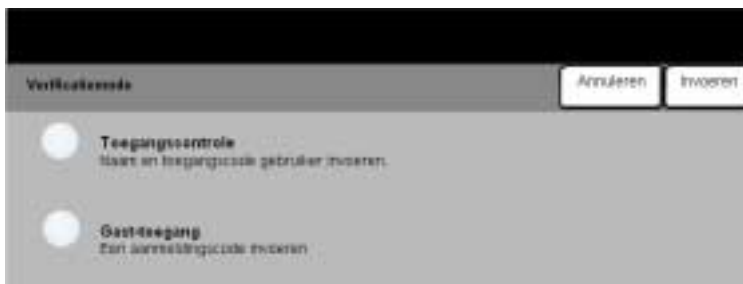 Verificatiemode
Annuleren
Invoeren
Toegangscontrole
Naam en toegangscode gebruiker invoeren.
Gast-toegang
Een aanmeldingscode invoeren